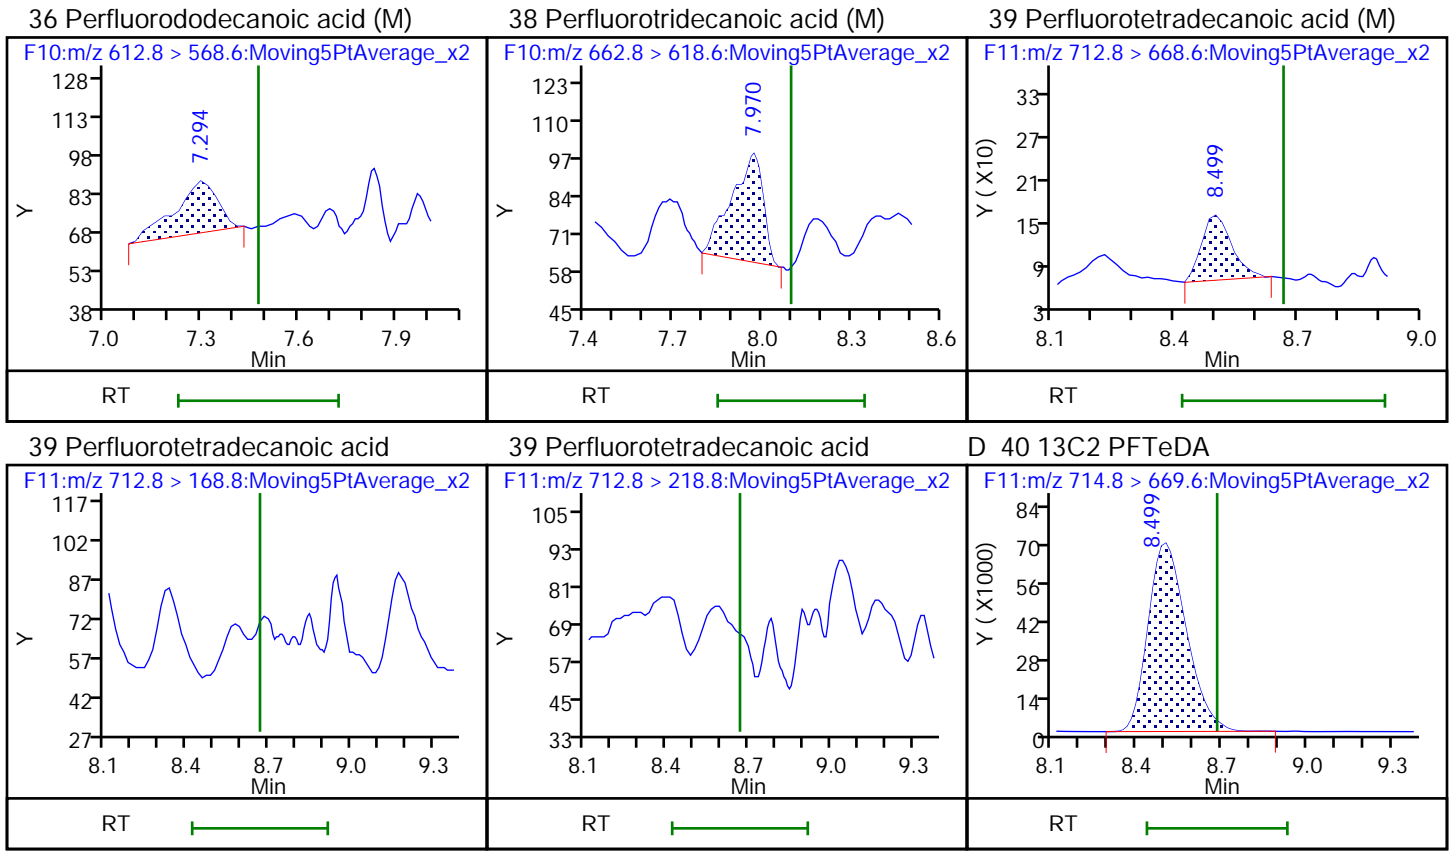 36 Perfluorododecanoic acid (M)
F10:m/z 612.8 > 568.6:Moving5PtAverage_x2
Y
128
113
98
83
68
53
38
7.294
7.0 7.3 7.6 7.9
Min
RT
38 Perfluorotridecanoic acid (M)
F10:m/z 662.8 > 618.6:Moving5PtAverage_x2
Y
123
110
97
84
71
58
45
7.970
7.4 7.7 8.0 8.3 8.6
Min
RT
39 Perfluorotetradecanoic acid (M)
F11:m/z 712.8 > 668.6:Moving5PtAverage_x2
Y ( X10)
33
27
21
15
9
3
8.499
8.1 8.4 8.7 9.0
Min
RT
39 Perfluorotetradecanoic acid
F11:m/z 712.8 > 168.8:Moving5PtAverage_x2
Y
117
102
87
72
57
42
27
8.1 8.4 8.7 9.0 9.3
Min
RT
39 Perfluorotetradecanoic acid
F11:m/z 712.8 > 218.8:Moving5PtAverage_x2
Y
105
93
81
69
57
45
33
8.1 8.4 8.7 9.0 9.3
Min
RT
D 40 13C2 PFTeDA
F11:m/z 714.8 > 669.6:Moving5PtAverage_x2
Y ( X1000)
84
70
56
42
28
14
0
8.499
8.1 8.4 8.7 9.0 9.3
Min
RT